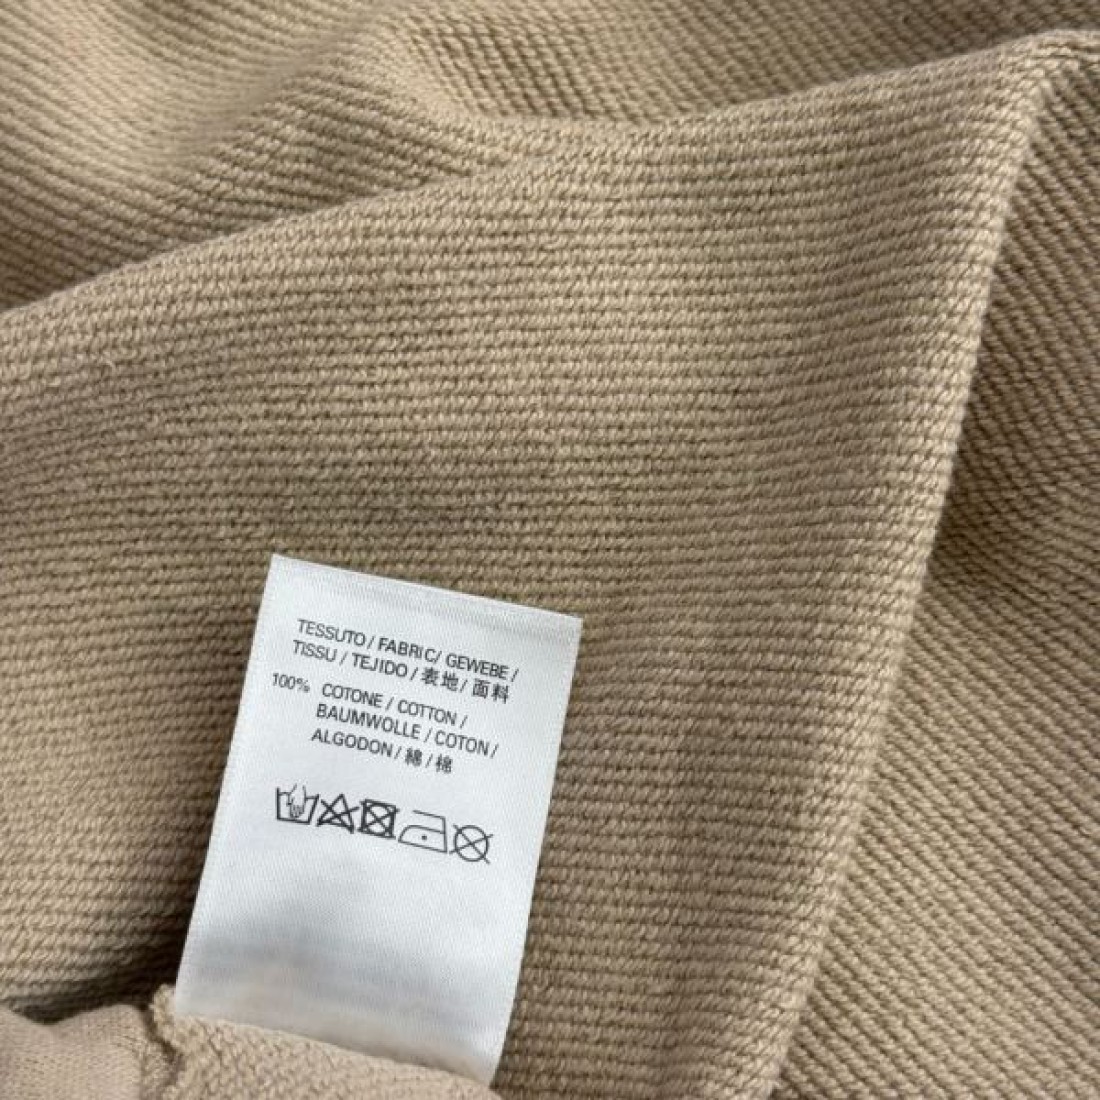 TESSUTO / FABRIC/ GEWEBE /
TISSU / TEJIDO / 表地 / 面料
100% COTONE / COTTON /
BAUMWOLLE / COTON /
ALGODON / 綿 / 棉